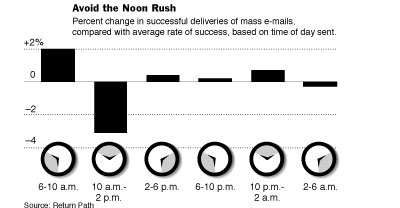 Avoid the Noon Rush
Percent change in successful deliveries of mass e-mails,
compared with average rate of success, based on time of day sent.
+2%
0
–2
–4
6-10 a.m.
10 a.m.-
2 p.m.
2-6 p.m.
6-10 p.m.
10 p.m.-
2 a.m.
2-6 a.m.
Source: Return Path